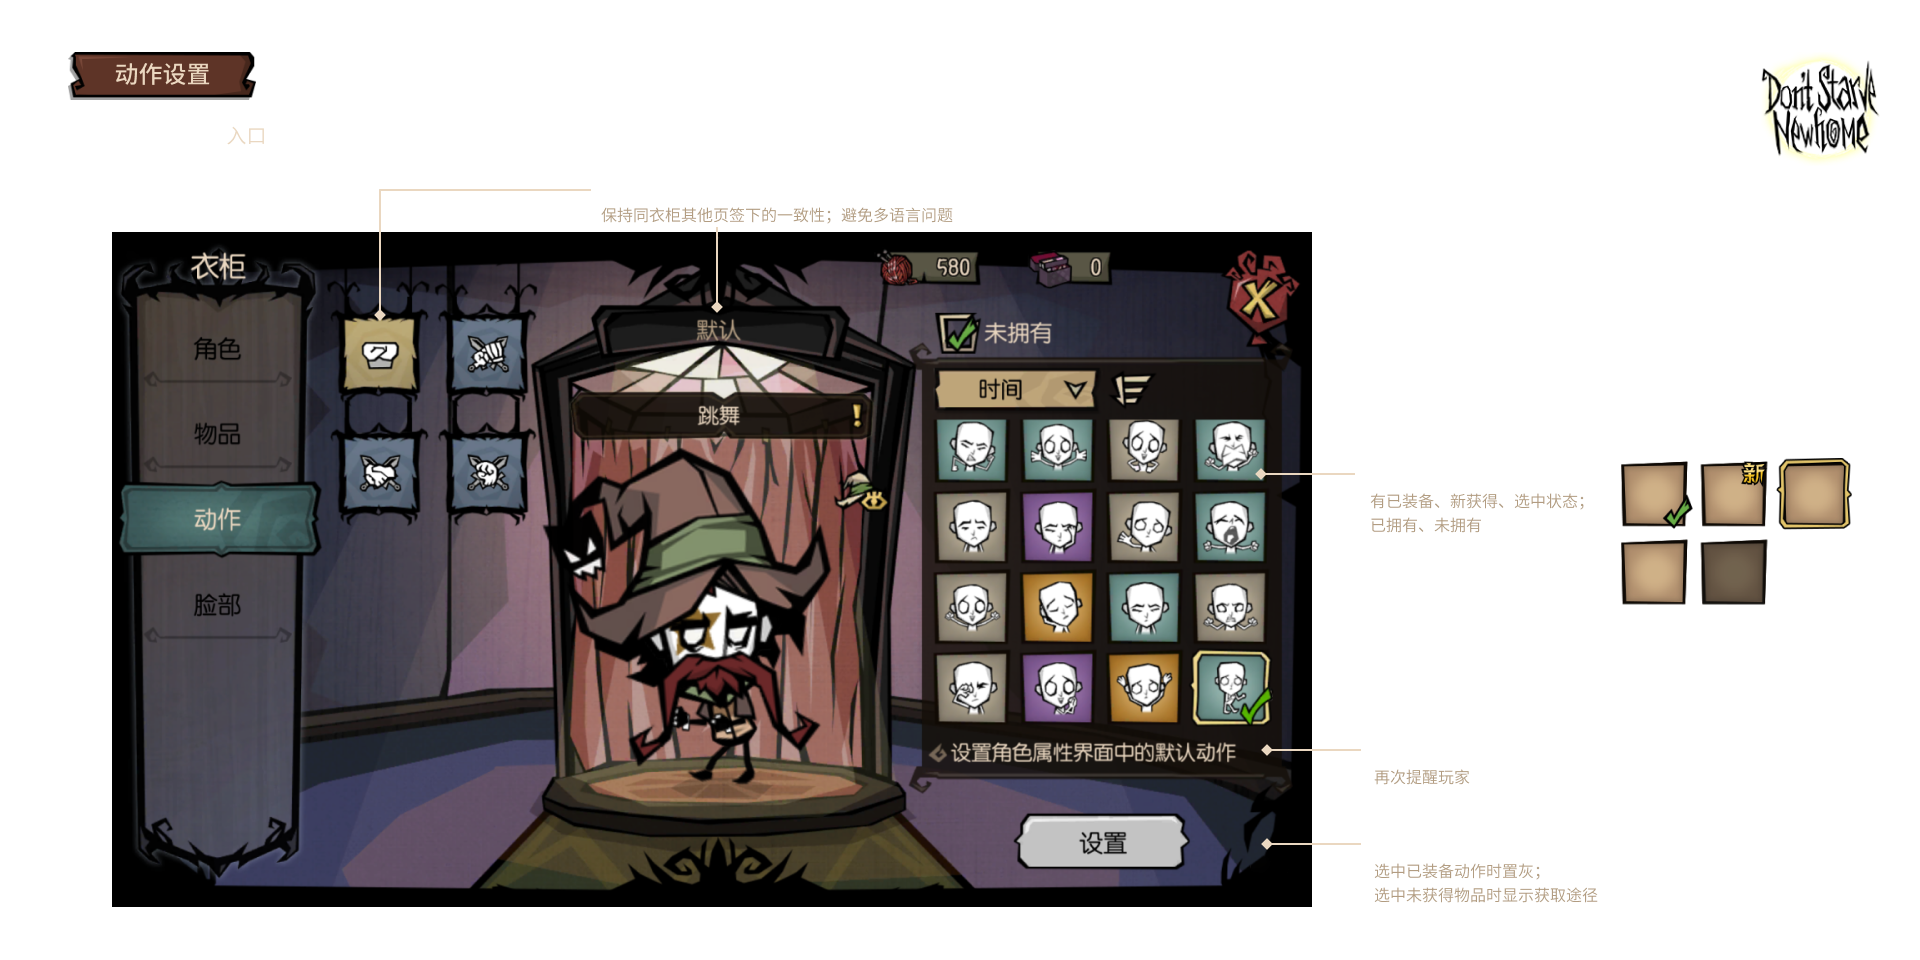 动作设置
Don't Starve
Newhome
入口
保持同衣柜其他页签下的一致性；避免多语言问题
衣柜
580
0
X
角色
默认
未拥有
时间
物品
跳舞
!
动作
脸部
有已装备、新获得、选中状态；
已拥有、未拥有
新
设置角色属性界面中的默认动作
再次提醒玩家
设置
选中已装备动作时置灰；
选中未获得物品时显示获取途径